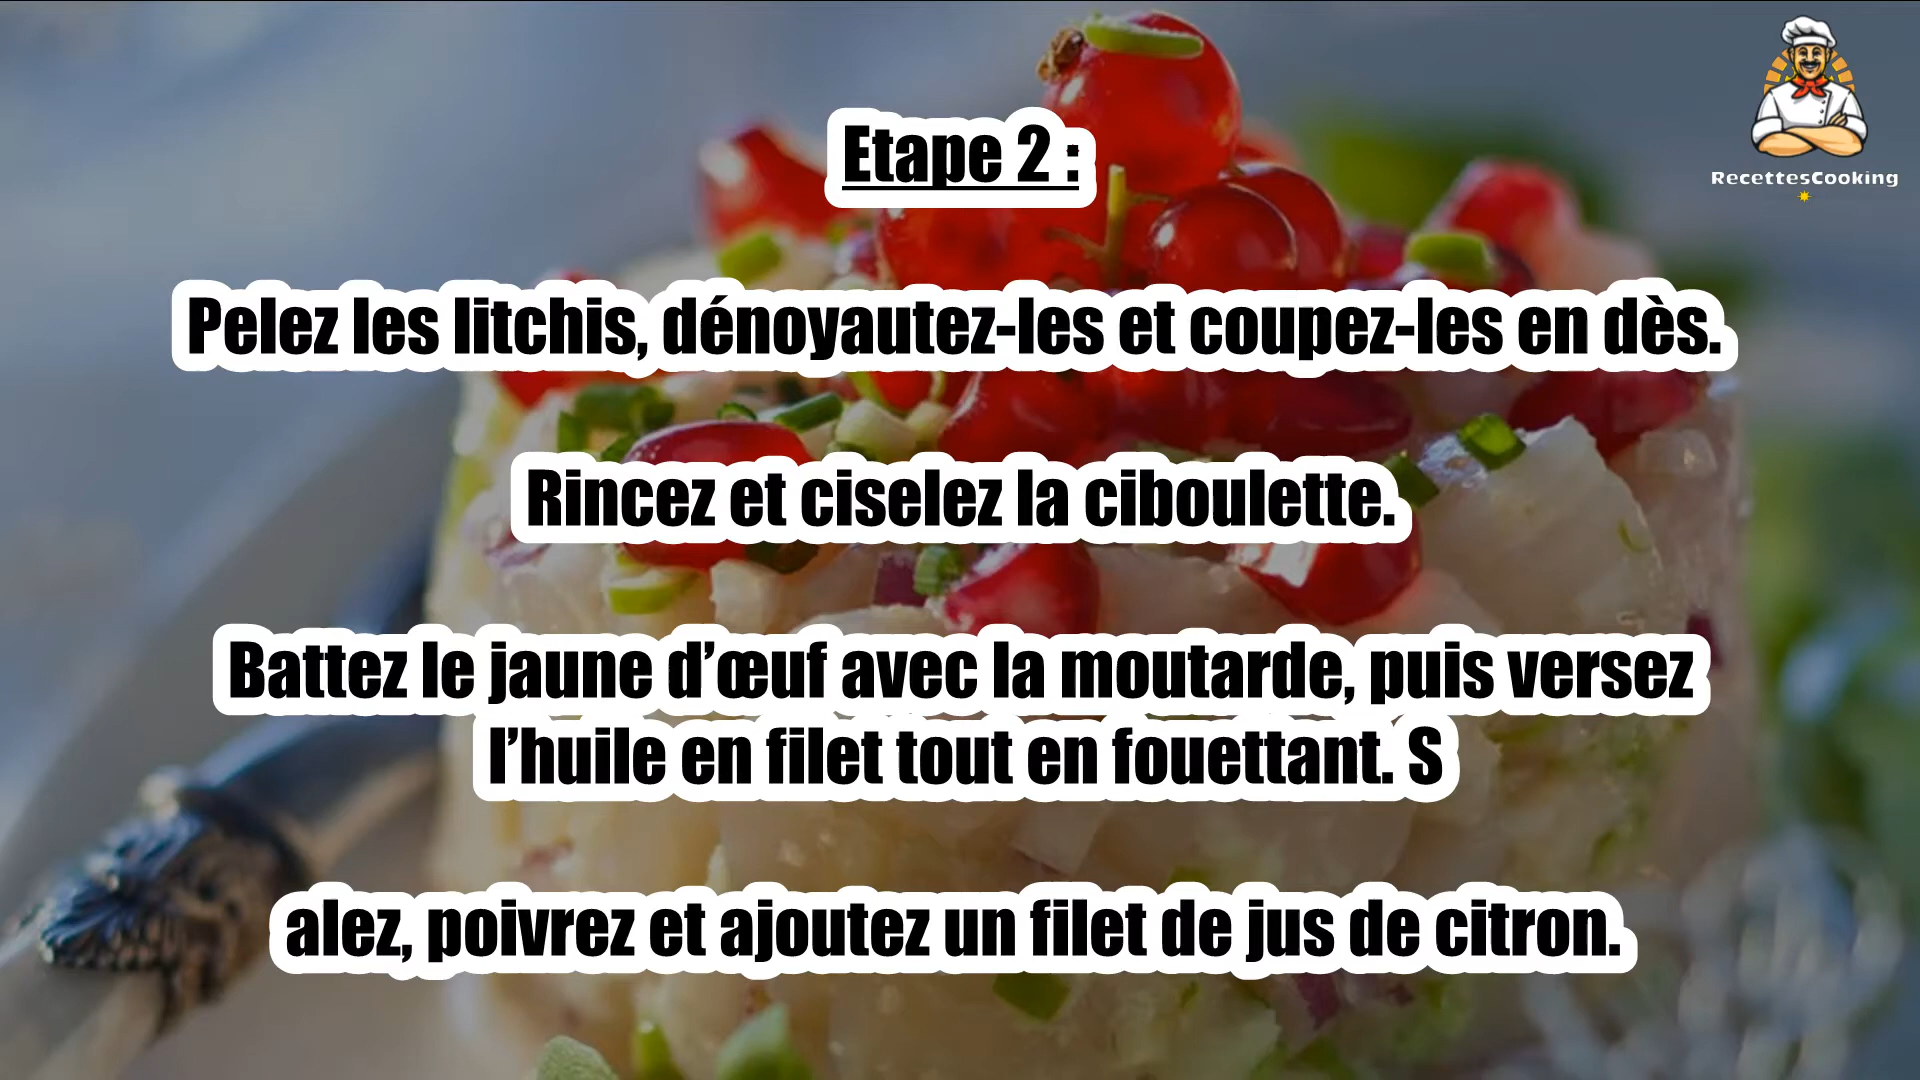 RecettesCooking
Etape 2 :
Pelez les litchis, dénoyautez-les et coupez-les en dès.
Rincez et ciselez la ciboulette.
Battez le jaune d’œuf avec la moutarde, puis versez
l’huile en filet tout en fouettant. S
alez, poivrez et ajoutez un filet de jus de citron.